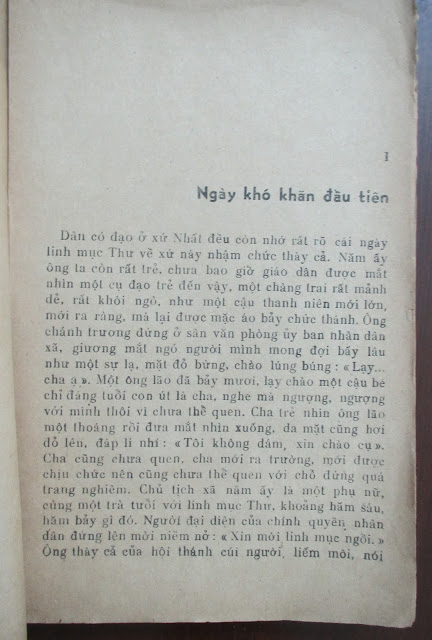 I
Ngày khó khăn đầu tiên
Dân có đạo ở xứ Nhất đều còn nhớ rất rõ cái ngày
linh mục Thư về xứ này nhậm chức thày cả. Năm ấy
ông ta còn rất trẻ, chưa bao giờ giáo dân được mắt
nhìn một cụ đạo trẻ đến vậy, một chàng trai rất mảnh
dẻ, rất khôi ngô, như một cậu thanh niên mới lớn,
mới ra ràng, mà lại được mặc áo bảy chức thánh. Ông
chánh trương đứng ở sân văn phòng ủy ban nhân dân
xã, giương mắt ngó người mình mong đợi bấy lâu
như một sự lạ, mặt đỏ bừng, chào lúng búng : « Lạy...
cha ạ ». Một ông lão đã bảy mươi, lạy chào một cậu bé
chỉ đáng tuổi con út là cha, nghe mà ngượng, ngượng
với mình thôi vì chưa thể quen. Cha trẻ nhìn ông lão
một thoáng rồi đưa mắt nhìn xuống, da mặt cũng hơi
đỏ lên, đáp lí nhí : « Tôi không dám, xin chào cụ ».
Cha cũng chưa quen, cha mới ra trường, mới được
chịu chức nên cũng chưa thể quen với chỗ đứng quá
trang nghiêm. Chủ tịch xã năm ấy là một phụ nữ,
cùng một trà tuổi với linh mục Thư, khoảng hăm sáu,
hăm bảy gì đó. Người đại diện của chính quyền nhân
dân đứng lên mời niềm nở : « Xin mời linh mục ngồi. »
Ông thày cả của hội thánh cúi người, liếm môi, nói